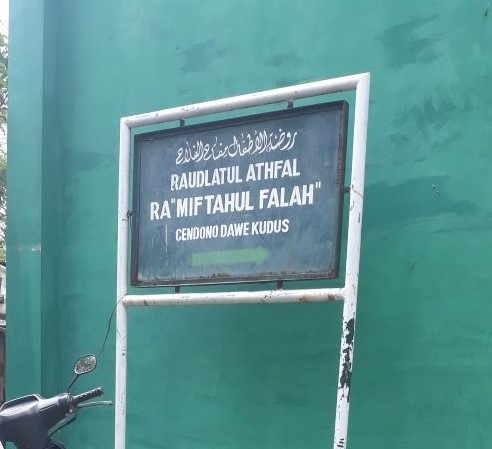 روضة الأطفال مفتاح الفلاح
RAUDLATUL ATHFAL
RA "MIFTAHUL FALAH"
CENDONO DAWE KUDUS